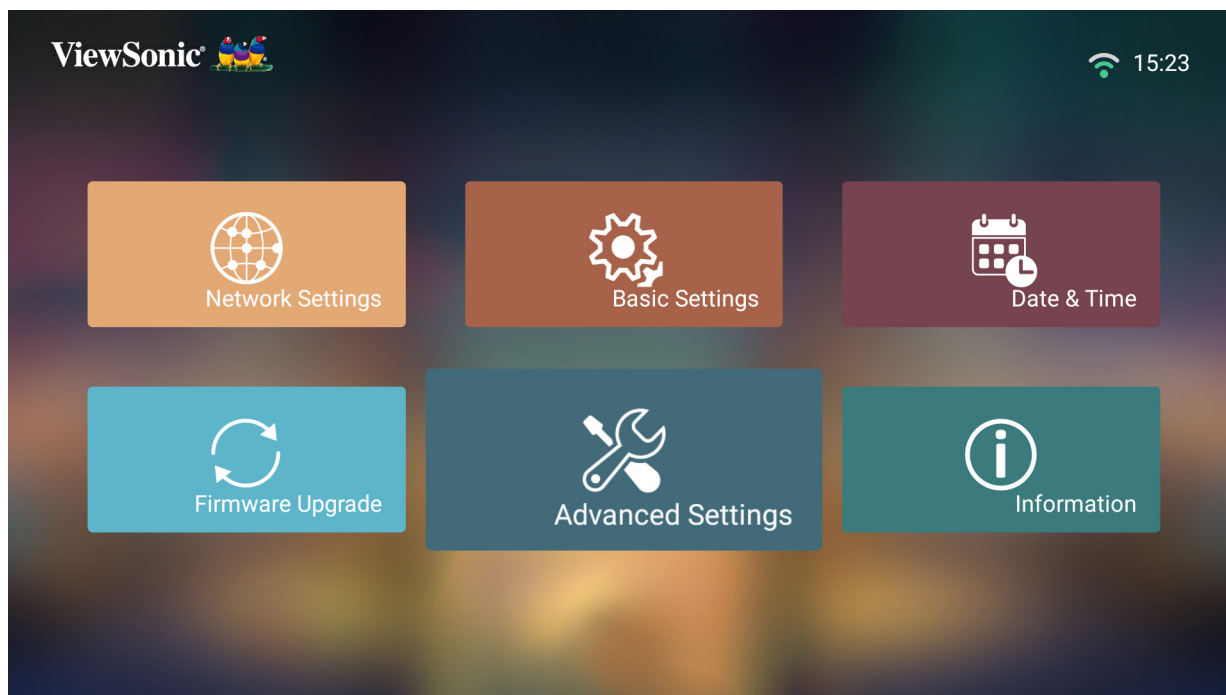 ViewSonic®
15:23
Network Settings
Basic Settings
Date & Time
Firmware Upgrade
Advanced Settings
Information